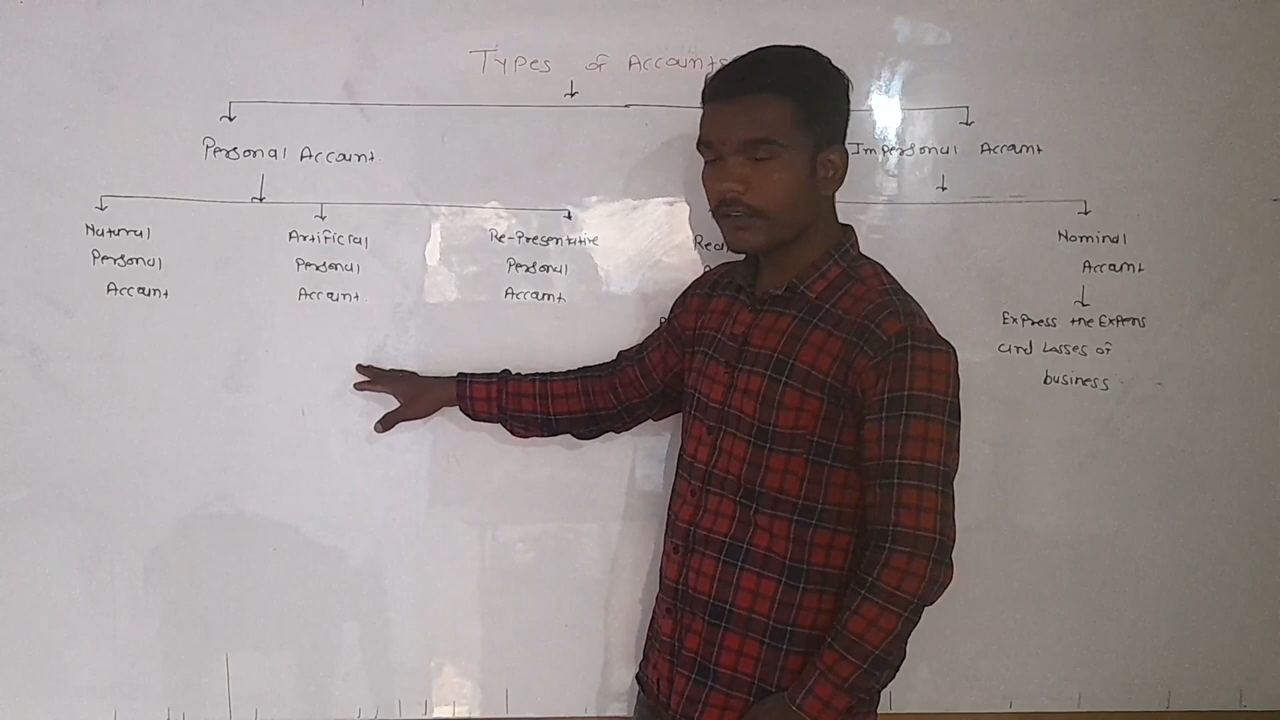 Types of Accounts
Personal Account
Impersonal Account
Natural
Personal
Account
Artificial
Personal
Account
Re-Presentative
Personal
Account
Nominal
Account
Express the Expens
and Losses of
business